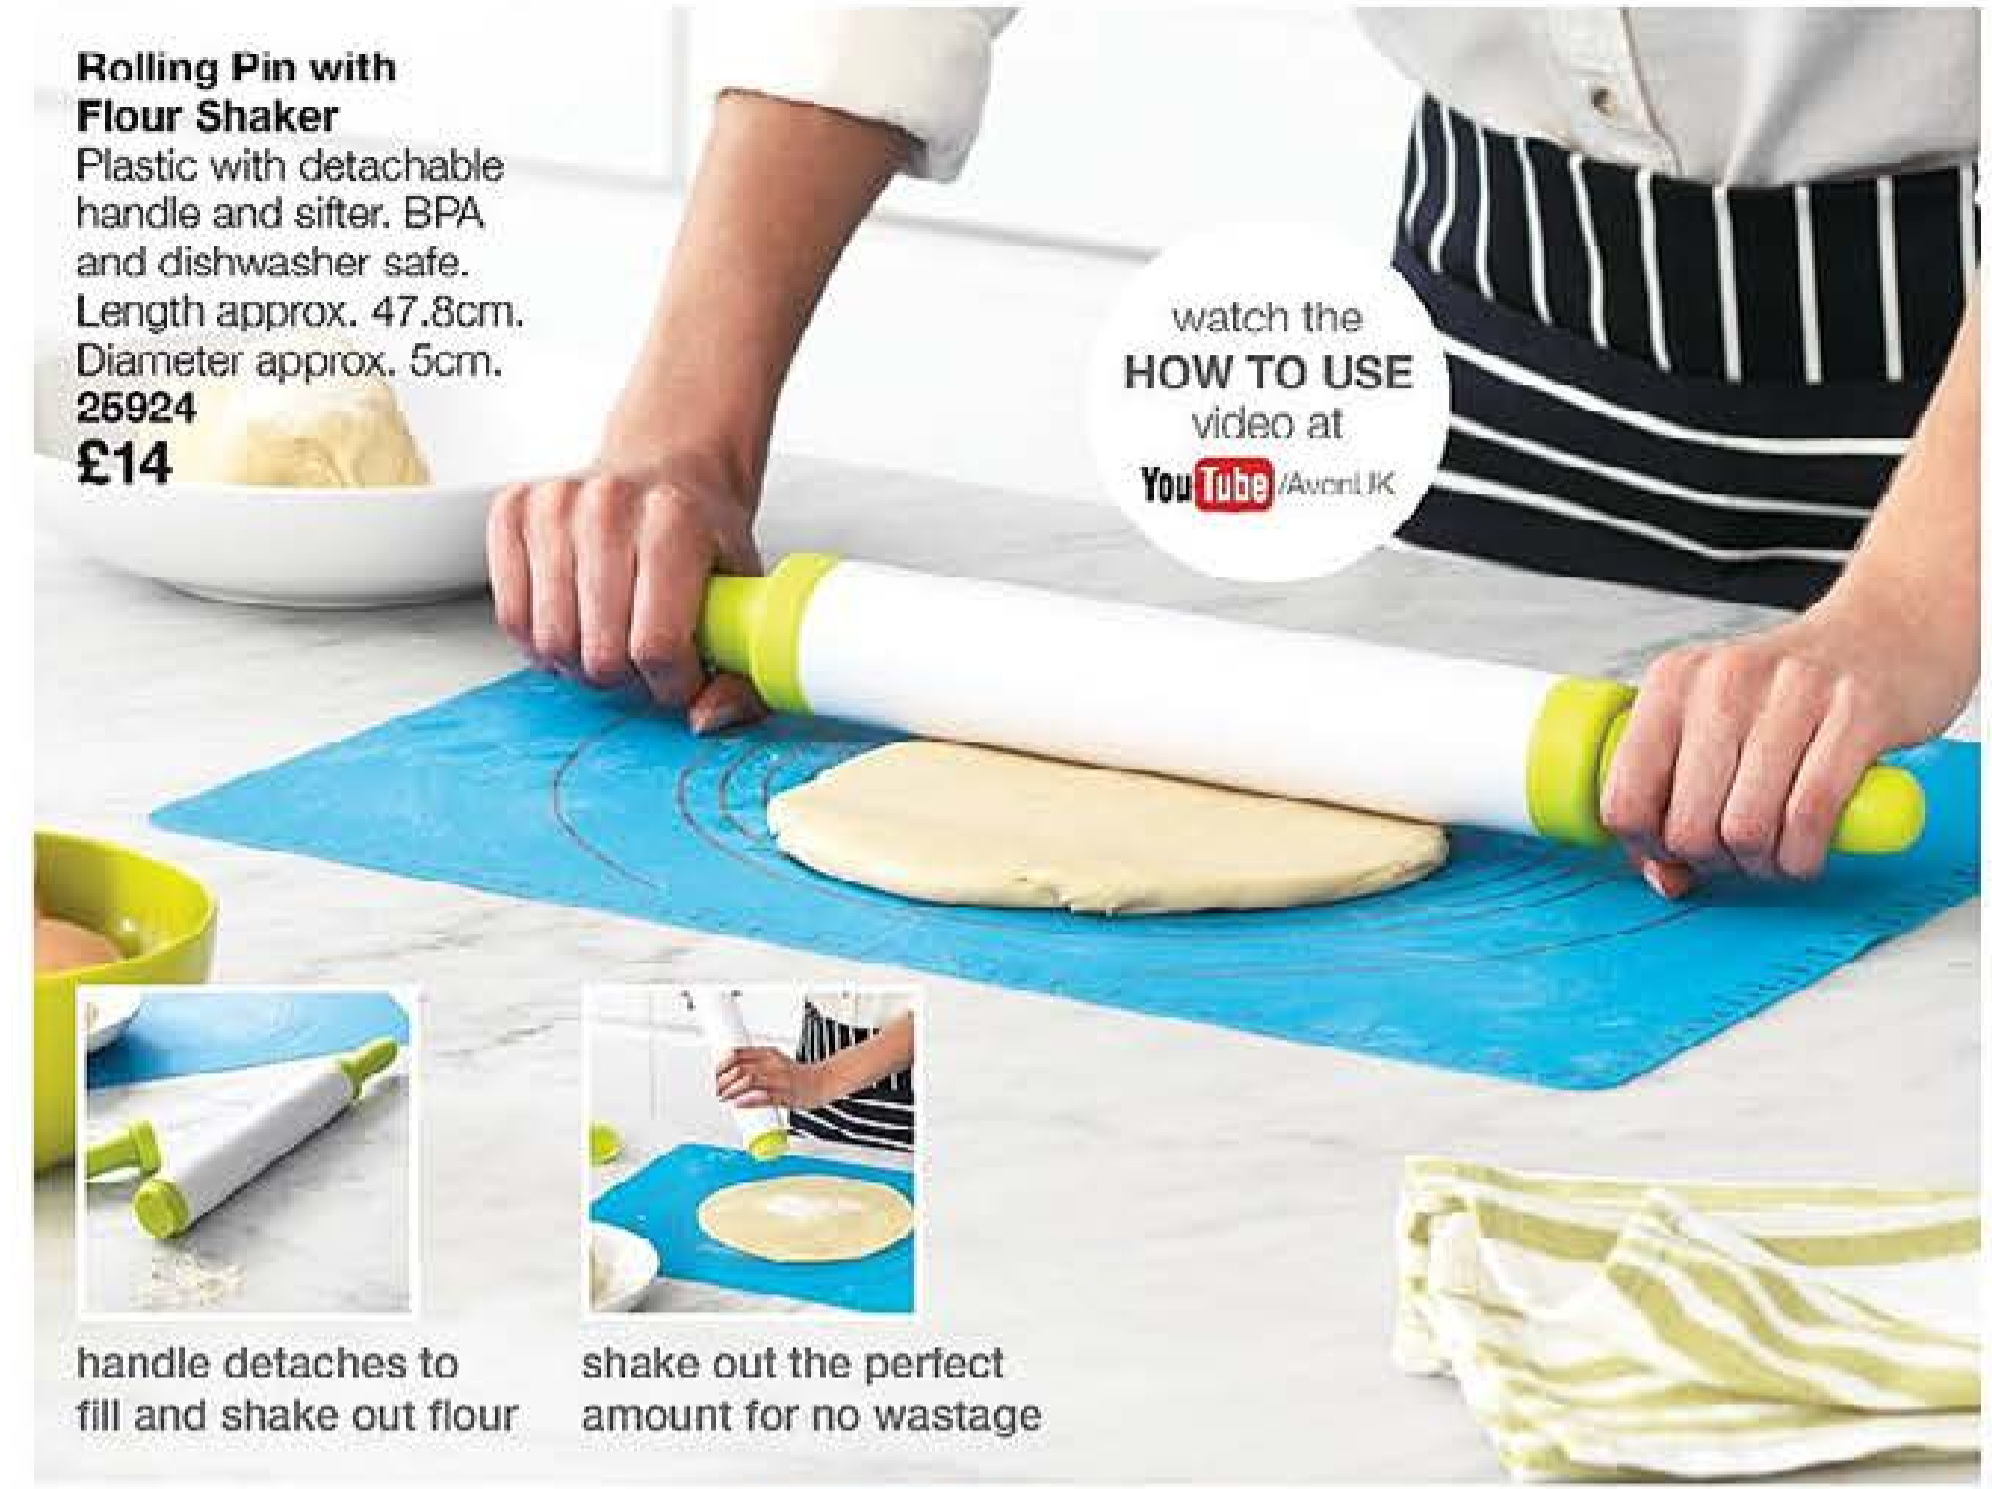 Rolling Pin with
Flour Shaker
Plastic with detachable
handle and sifter. BPA
and dishwasher safe.
Length approx. 47.8cm.
Diameter approx. 5cm.
25924
£14
watch the
HOW TO USE
video at
YouTube/AvonUK
handle detaches to
fill and shake out flour
shake out the perfect
amount for no wastage